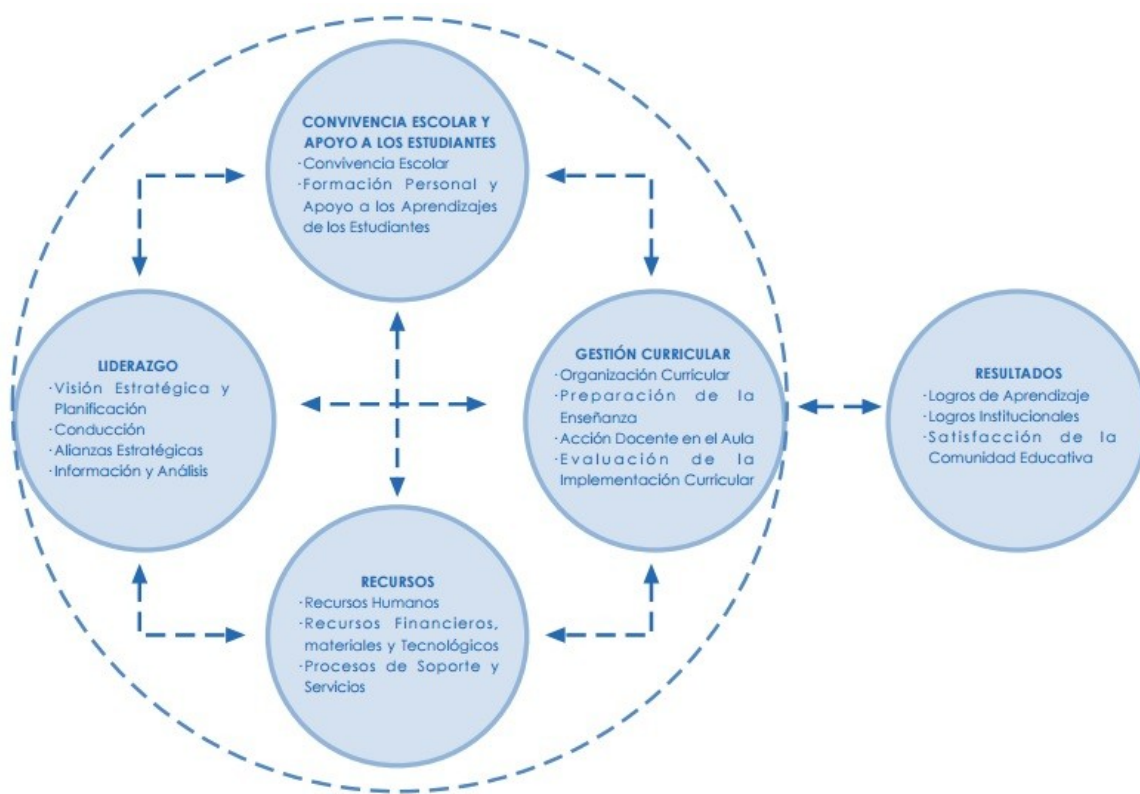 CONVIVENCIA ESCOLAR Y
APOYO A LOS ESTUDIANTES
·Convivencia Escolar
·Formación Personal y
Apoyo a los Aprendizajes
de los Estudiantes
LIDERAZGO
·Visión Estratégica y
Planificación
·Conducción
·Alianzas Estratégicas
·Información y Análisis
GESTIÓN CURRICULAR
·Organización Curricular
·Preparación de la
Enseñanza
·Acción Docente en el Aula
·Evaluación de la
Implementación Curricular
RESULTADOS
·Logros de Aprendizaje
·Logros Institucionales
·Satisfacción de la
Comunidad Educativa
RECURSOS
·Recursos Humanos
·Recursos Financieros,
materiales y Tecnológicos
·Procesos de Soporte y
Servicios